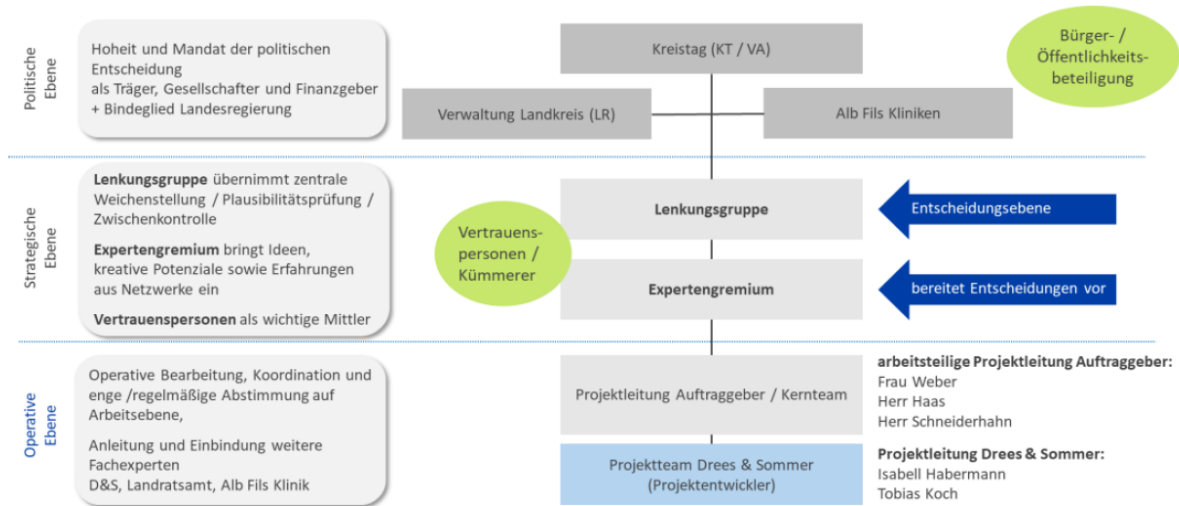 Politische
Ebene
Hoheit und Mandat der politischen
Entscheidung
als Träger, Gesellschafter und Finanzgeber
+ Bindeglied Landesregierung
Kreistag (KT / VA)
Verwaltung Landkreis (LR)
Alb Fils Kliniken
Bürger- /
Öffentlichkeits-
beteiligung
Strategische
Ebene
Lenkungsgruppe übernimmt zentrale
Weichenstellung / Plausibilitätsprüfung /
Zwischenkontrolle
Expertengremium bringt Ideen,
kreative Potenziale sowie Erfahrungen
aus Netzwerke ein
Vertrauenspersonen als wichtige Mittler
Vertrauens-
personen /
Kümmerer
Lenkungsgruppe
Entscheidungsebene
Expertengremium
bereitet Entscheidungen vor
Operative
Ebene
Operative Bearbeitung, Koordination und
enge /regelmäßige Abstimmung auf
Arbeitsebene,
Anleitung und Einbindung weitere
Fachexperten
D&S, Landratsamt, Alb Fils Klinik
Projektleitung Auftraggeber / Kernteam
arbeitsteilige Projektleitung Auftraggeber:
Frau Weber
Herr Haas
Herr Schneiderhahn
Projektteam Drees & Sommer
(Projektentwickler)
Projektleitung Drees & Sommer:
Isabell Habermann
Tobias Koch